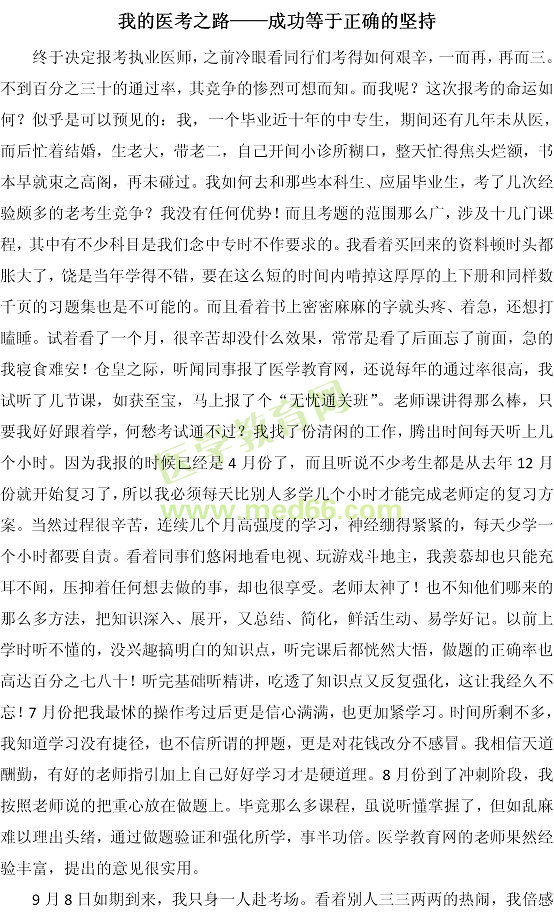 我的医考之路——成功等于正确的坚持
终于决定报考执业医师，之前冷眼看同行们考得如何艰辛，一而再，再而三。
不到百分之三十的通过率，其竞争的惨烈可想而知。而我呢？这次报考的命运如
何？似乎是可以预见的：我，一个毕业近十年的中专生，期间还有几年未从医，
而后忙着结婚，生老大，带老二，自己开间小诊所糊口，整天忙得焦头烂额，书
本早就束之高阁，再未碰过。我如何去和那些本科生、应届毕业生，考了几次经
验颇多的老考生竞争？我没有任何优势！而且考题的范围那么广，涉及十几门课
程，其中有不少科目是我们念中专时不作要求的。我看着买回来的资料顿时头都
胀大了，饶是当年学得不错，要在这么短的时间内啃掉这厚厚的上下册和同样数
千页的习题集也是不可能的。而且看着书上密密麻麻的字就头疼、着急，还想打
瞌睡。试着看了一个月，很辛苦却没什么效果，常常是看了后面忘了前面，急的
我寝食难安！仓皇之际，听闻同事报了医学教育网，还说每年的通过率很高，我
试听了几节课，如获至宝，马上报了个“无忧通关班”。老师课讲得那么棒，只
要我好好跟着学，何愁考试通不过？我找了份清闲的工作，腾出时间每天听上几
个小时。因为我报的时候已经是 4 月份了，而且听说不少考生都是从去年 12 月
份就开始复习了，所以我必须每天比别人多学几个小时才能完成老师定的复习方
案。当然过程很辛苦，连续几个月高强度的学习，神经绷得紧紧的，每天少学一
个小时都要自责。看着同事们悠闲地看电视、玩游戏斗地主，我羡慕却也只能充
耳不闻，压抑着任何想去做的事，却也很享受。老师太神了！也不知他们哪来的
那么多方法，把知识深入、展开，又总结、简化，鲜活生动、易学好记。以前上
学时听不懂的，没兴趣搞明白的知识点，听完课后都恍然大悟，做题的正确率也
高达百分之七八十！听完基础听精讲，吃透了知识点又反复强化，这让我经久不
忘！7 月份把我最怵的操作考过后更是信心满满，也更加紧学习。时间所剩不多，
我知道学习没有捷径，也不信所谓的押题，更是对花钱改分不感冒。我相信天道
酬勤，有好的老师指引加上自己好好学习才是硬道理。8 月份到了冲刺阶段，我
按照老师说的把重心放在做题上。毕竟那么多课程，虽说听懂掌握了，但如乱麻
难以理出头绪，通过做题验证和强化所学，事半功倍。医学教育网的老师果然经
验丰富，提出的意见很实用。
9 月 8 日如期到来，我只身一人赴考场。看着别人三三两两的热闹，我倍感
医学教育网
www.med66.com